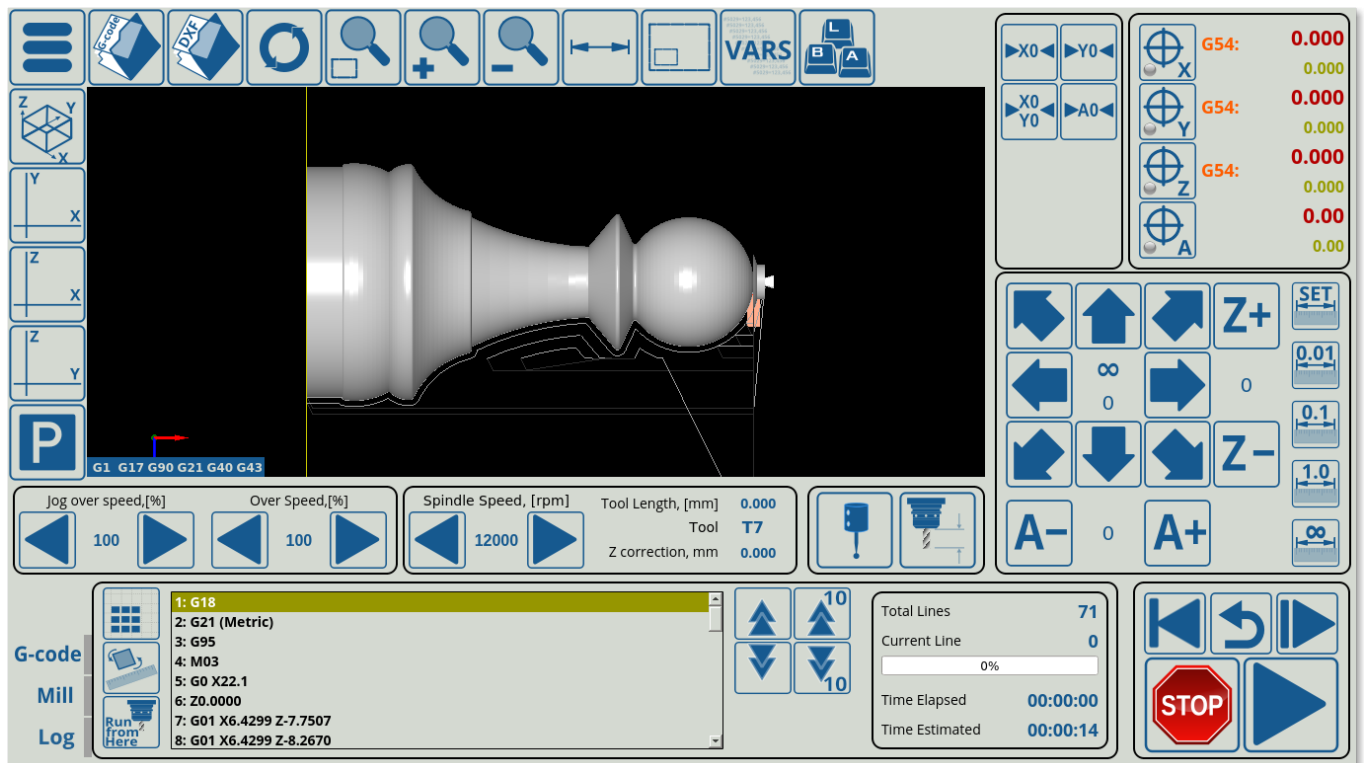 G-code
DXF
VARS
L
B A
X0 Y0
X0
Y0
A0
X
G54: 0.000
0.000
Y
G54: 0.000
0.000
Z
G54: 0.000
0.000
A
0.00
0.00
Z Y
X
Y
X
Z
X
Z
Y
P
G1 G17 G90 G21 G40 G43
Z+
∞
0
0
Z−
A−
0
A+
SET
0.01
0.1
1.0
∞
Jog over speed,[%]
100
Over Speed,[%]
100
Spindle Speed, [rpm]
12000
Tool Length, [mm] 0.000
Tool T7
Z correction, mm 0.000
G-code
Mill
Log
Run
from
Here
1: G18
2: G21 (Metric)
3: G95
4: M03
5: G0 X22.1
6: Z0.0000
7: G01 X6.4299 Z-7.7507
8: G01 X6.4299 Z-8.2670
10
10
Total Lines 71
Current Line 0
0%
Time Elapsed 00:00:00
Time Estimated 00:00:14
STOP